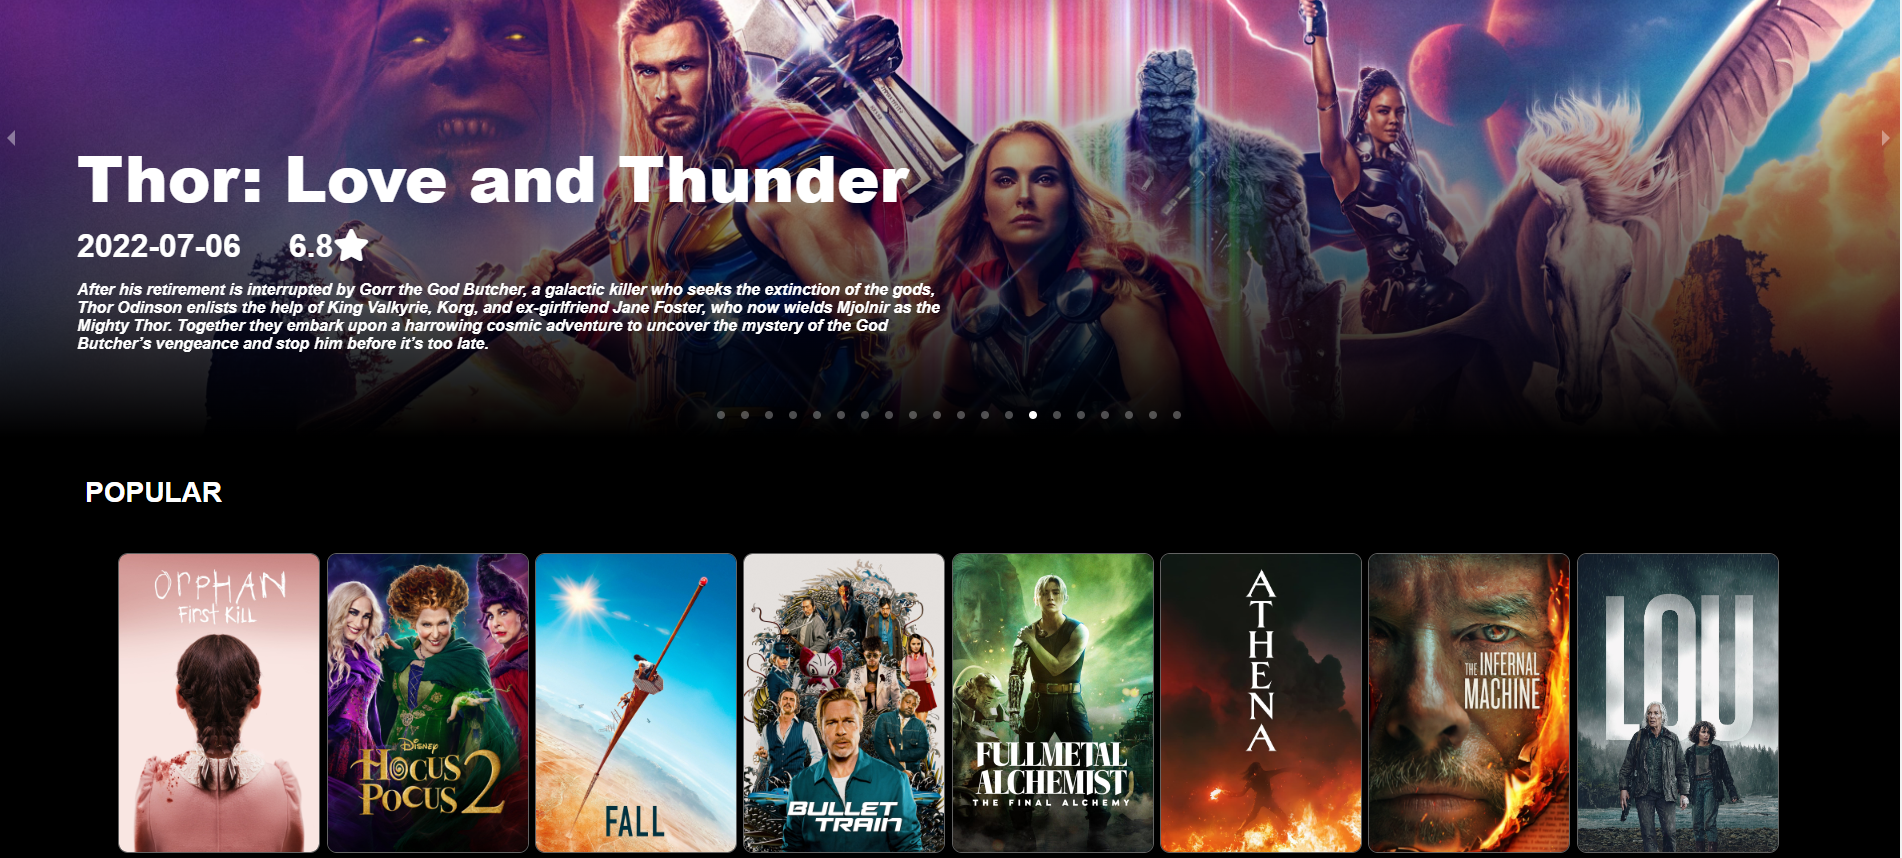 Thor: Love and Thunder
2022-07-06 6.8
After his retirement is interrupted by Gorr the God Butcher, a galactic killer who seeks the extinction of the gods,
Thor Odinson enlists the help of King Valkyrie, Korg, and ex-girlfriend Jane Foster, who now wields Mjolnir as the
Mighty Thor. Together they embark upon a harrowing cosmic adventure to uncover the mystery of the God
Butcher’s vengeance and stop him before it’s too late.
POPULAR
ORPHAN
FIRST KILL
DISNEY
HOCUS
POCUS 2
FALL
BULLET
TRAIN
FULLMETAL
ALCHEMIST
THE FINAL ALCHEMY
ATHENA
THE INFERNAL
MACHINE
LOU